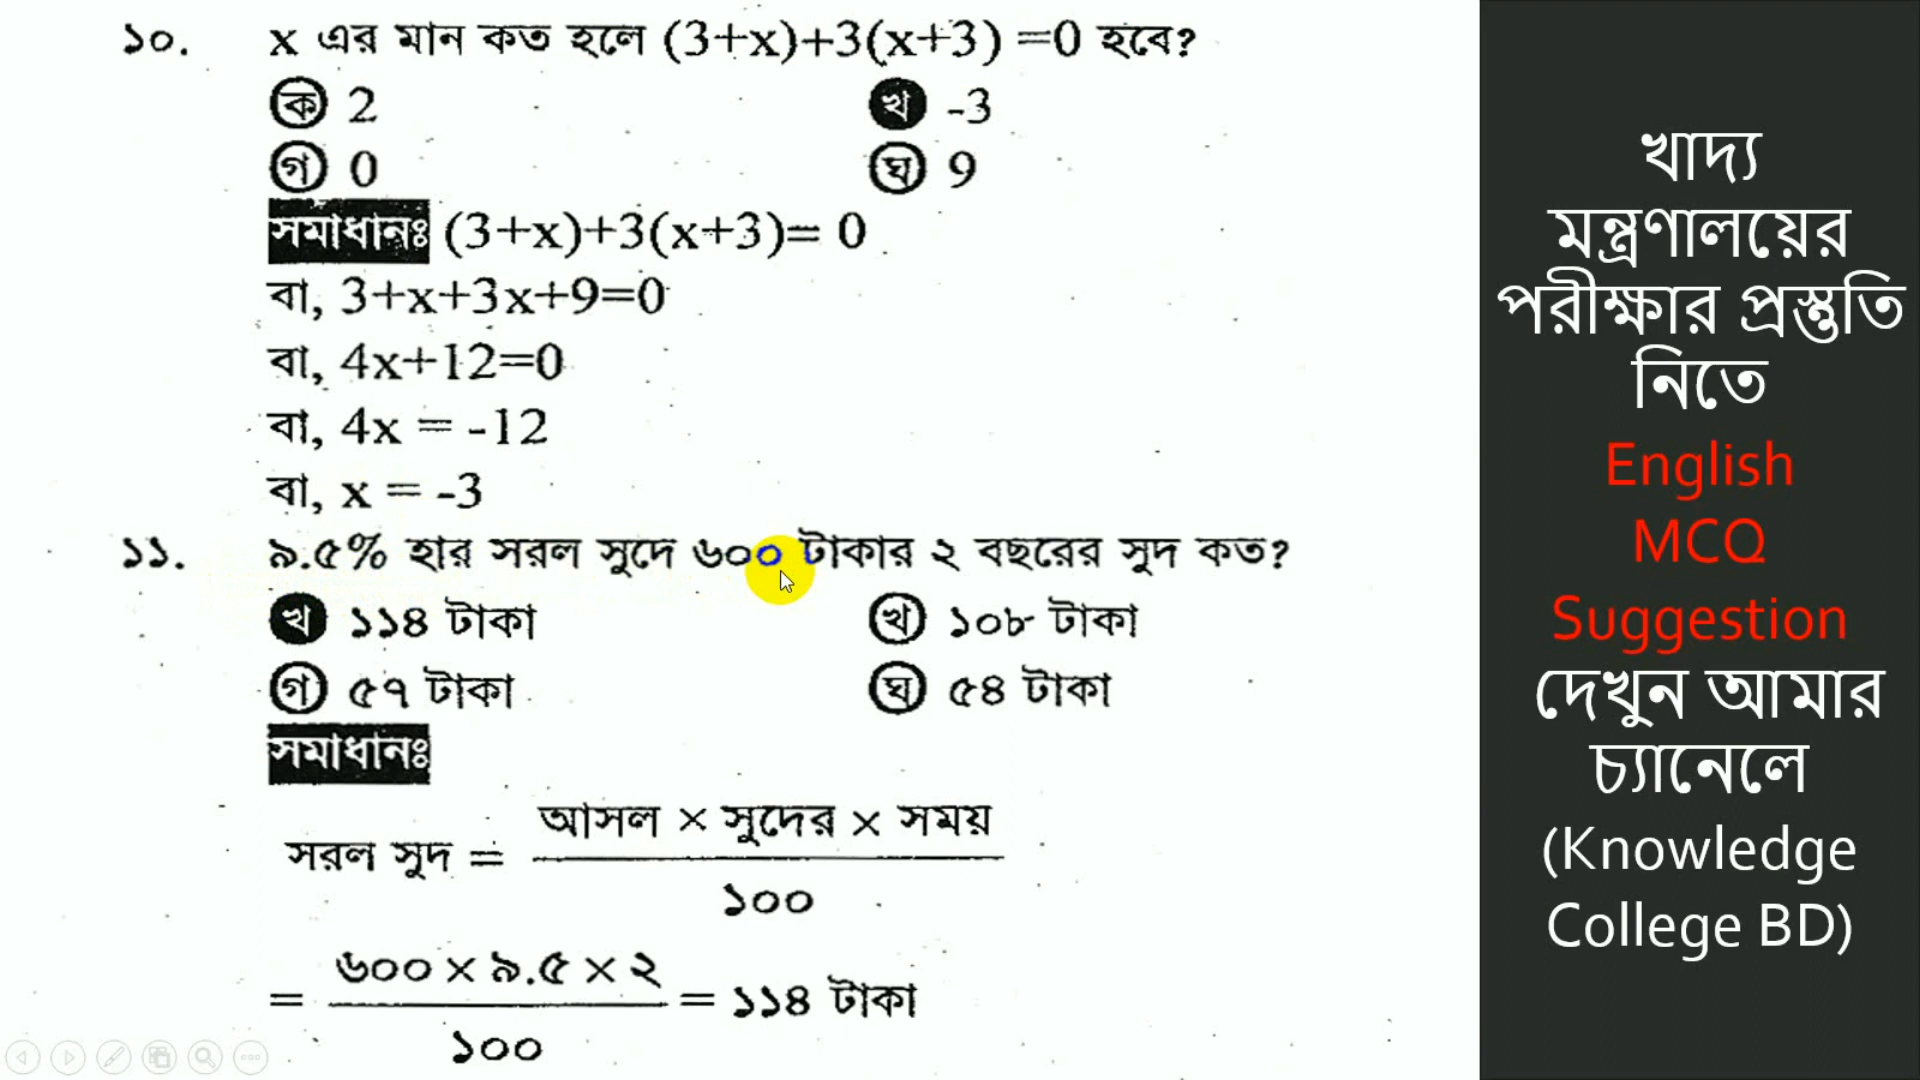 ১০. x এর মান কত হলে (3+x)+3(x+3) =0 হবে?
ক 2 খ -3
গ 0 ঘ 9
সমাধানঃ (3+x)+3(x+3)= 0
বা, 3+x+3x+9=0
বা, 4x+12=0
বা, 4x = -12
বা, x = -3
১১. ৯.৫% হার সরল সুদে ৬০০ টাকার ২ বছরের সুদ কত?
খ ১১৪ টাকা খ ১০৮ টাকা
গ ৫৭ টাকা ঘ ৫৪ টাকা
সমাধানঃ
আসল × সুদের × সময়
সরল সুদ =
১০০
৬০০ × ৯.৫ × ২
= = ১১৪ টাকা
১০০
খাদ্য
মন্ত্রণালয়ের
পরীক্ষার প্রস্তুতি
নিতে
English
MCQ
Suggestion
দেখুন আমার
চ্যানেলে
(Knowledge
College BD)